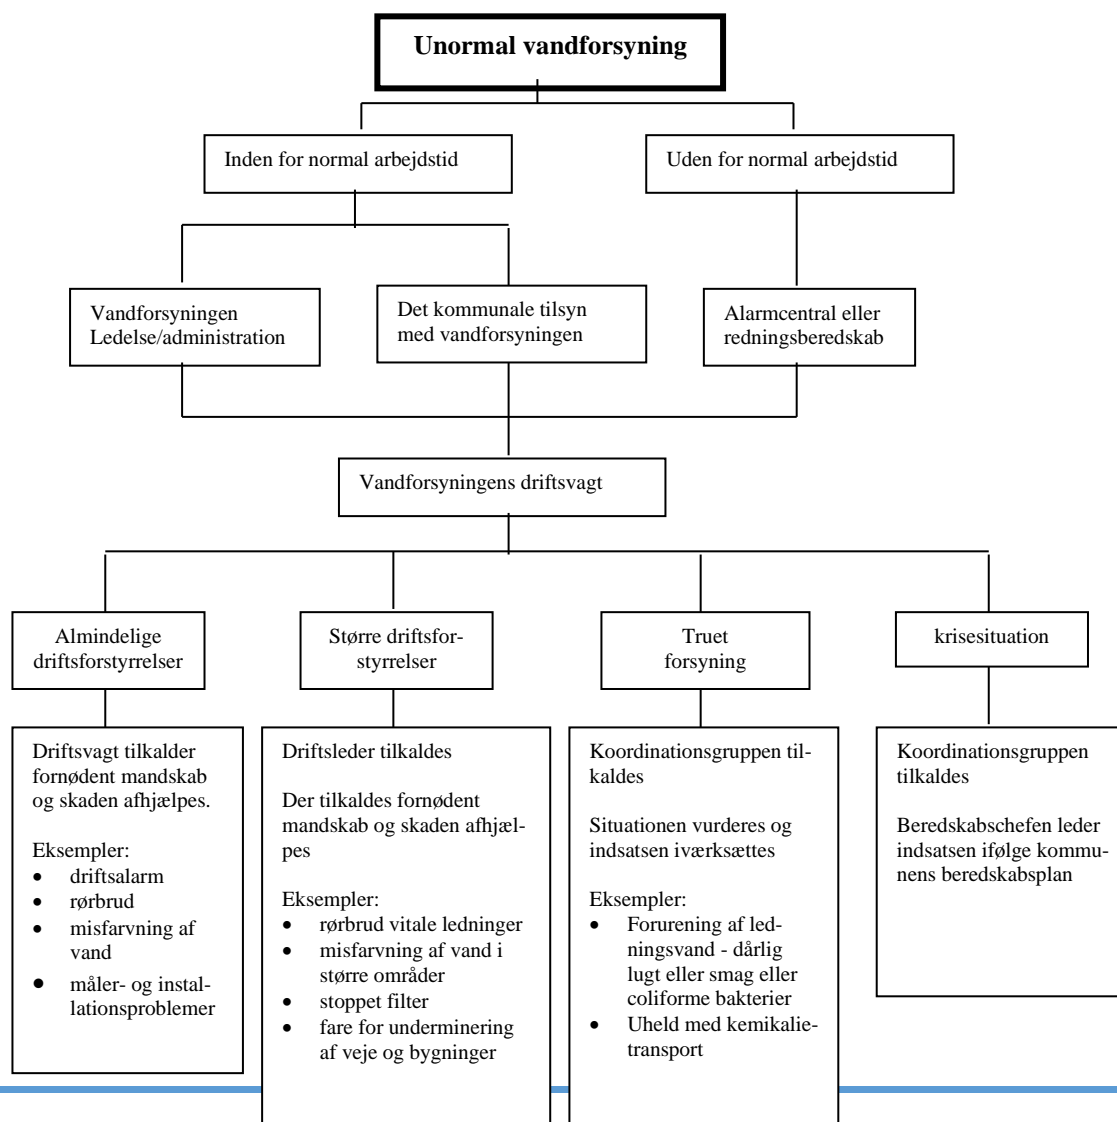 Unormal vandforsyning
Inden for normal arbejdstid
Uden for normal arbejdstid
Vandforsyningen
Ledelse/administration
Det kommunale tilsyn
med vandforsyningen
Alarmcentral eller
redningsberedskab
Vandforsyningens driftsvagt
Almindelige
driftsforstyrrelser
Større driftsfor-
styrrelser
Truet
forsyning
krisesituation
Driftsvagt tilkalder
fornødent mandskab
og skaden afhjælpes.
Eksempler:
• driftsalarm
• rørbrud
• misfarvning af
vand
• måler- og instal-
lationsproblemer
Driftsleder tilkaldes
Der tilkaldes fornødent
mandskab og skaden afhjæl-
pes
Eksempler:
• rørbrud vitale ledninger
• misfarvning af vand i
større områder
• stoppet filter
• fare for underminering
af veje og bygninger
Koordinationsgruppen til-
kaldes
Situationen vurderes og
indsatsen iværksættes
Eksempler:
• Forurening af led-
ningsvand - dårlig
lugt eller smag eller
coliforme bakterier
• Uheld med kemikalie-
transport
Koordinationsgruppen
tilkaldes
Beredskabschefen leder
indsatsen ifølge kommu-
nens beredskabsplan